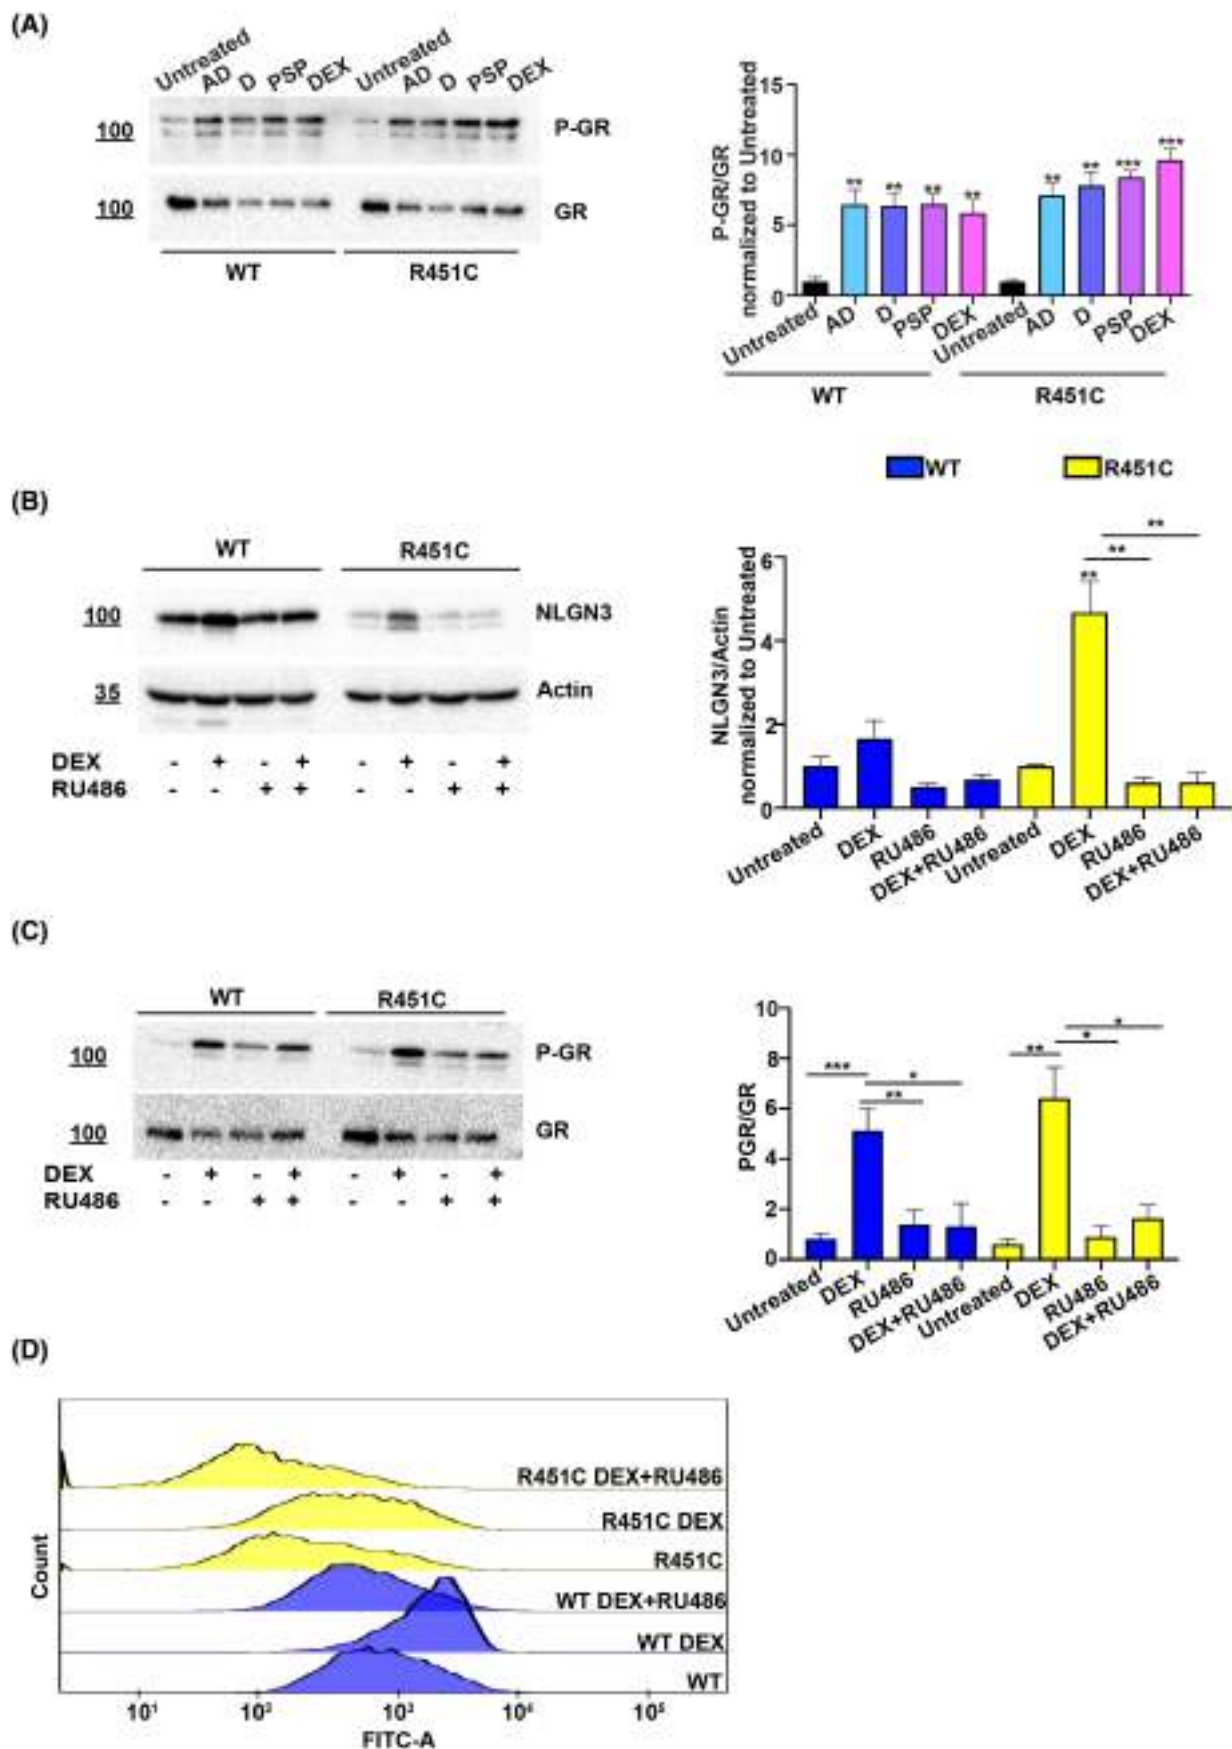 (A)
Untreated AD D PSP DEX Untreated AD D PSP DEX
100 P-GR
100 GR
WT R451C
P-GR/GR
normalized to Untreated
15
10
5
0
** ** ** ** ** ** *** ***
Untreated AD D PSP DEX Untreated AD D PSP DEX
WT R451C
WT R451C
(B)
WT R451C
100 NLGN3
35 Actin
DEX - + - + - + - +
RU486 - - + + - - + +
NLGN3/Actin
normalized to Untreated
6
4
2
0
**
**
**
Untreated DEX RU486 DEX+RU486 Untreated DEX RU486 DEX+RU486
(C)
WT R451C
100 P-GR
100 GR
DEX - + - + - + - +
RU486 - - + + - - + +
PGR/GR
10
8
6
4
2
0
*** * ** ** * *
Untreated DEX RU486 DEX+RU486 Untreated DEX RU486 DEX+RU486
(D)
Count
R451C DEX+RU486
R451C DEX
R451C
WT DEX+RU486
WT DEX
WT
10¹ 10² 10³ 10⁴ 10⁵
FITC-A